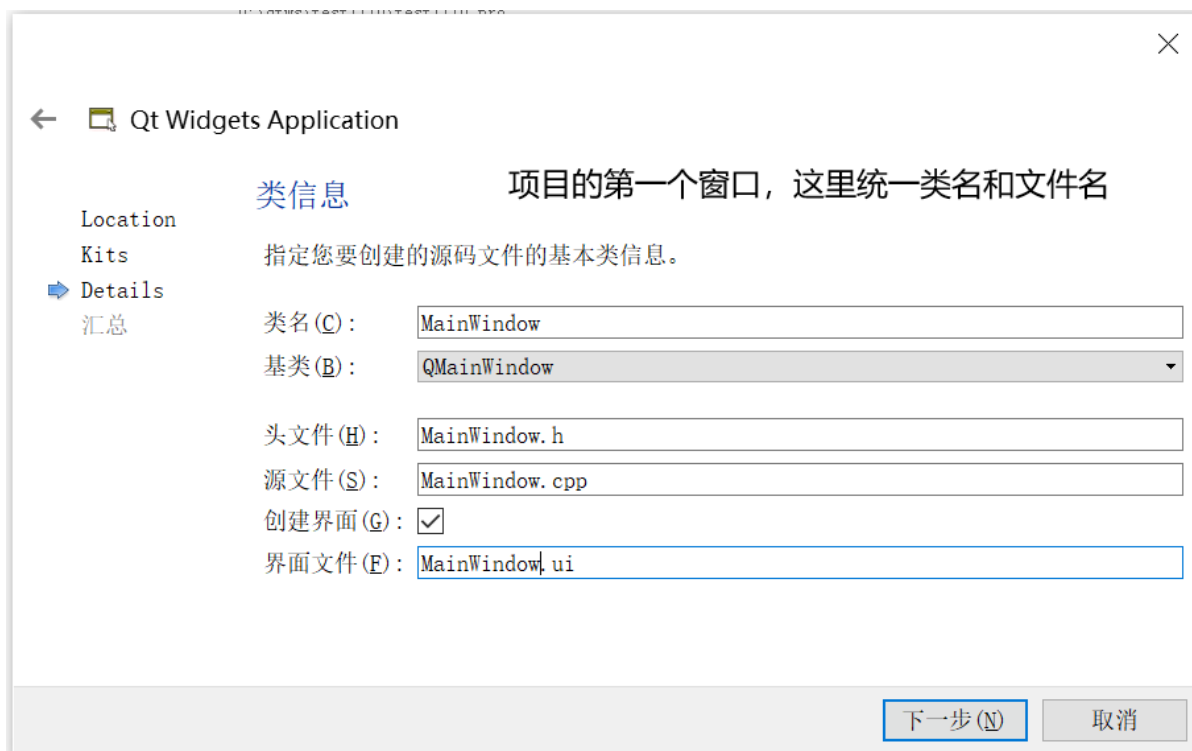 Qt Widgets Application
类信息
项目的第一个窗口，这里统一类名和文件名
Location
Kits
Details
汇总
指定您要创建的源码文件的基本类信息。
类名(C): MainWindow
基类(B): QMainWindow
头文件(H): MainWindow.h
源文件(S): MainWindow.cpp
创建界面(G):
界面文件(F): MainWindow.ui
下一步(N)
取消